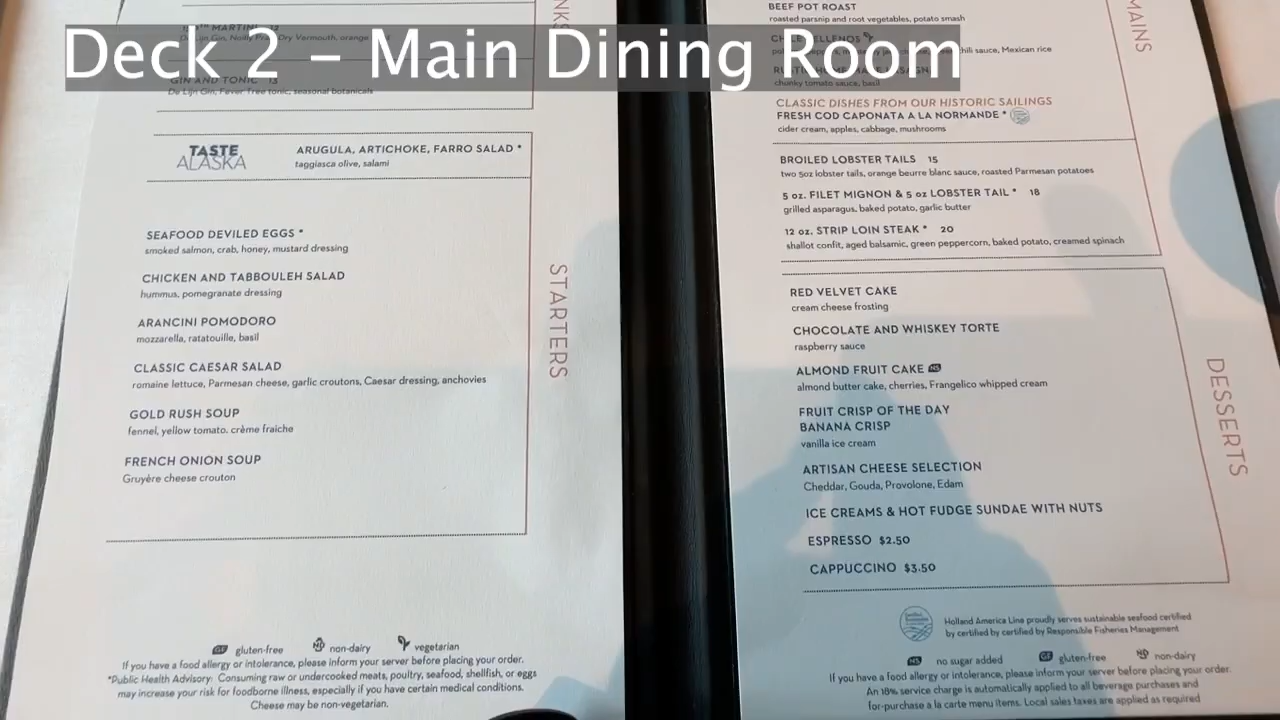 Deck 2 – Main Dining Room
MARTINI
Dry Vermouth, orange
GIN AND TONIC 13
De Lijn Gin, Fever Tree tonic, seasonal botanicals
TASTE
ALASKA
ARUGULA, ARTICHOKE, FARRO SALAD *
taggiasca olive, salami
SEAFOOD DEVILED EGGS *
smoked salmon, crab, honey, mustard dressing
CHICKEN AND TABBOULEH SALAD
hummus, pomegranate dressing
ARANCINI POMODORO
mozzarella, ratatouille, basil
CLASSIC CAESAR SALAD
romaine lettuce, Parmesan cheese, garlic croutons, Caesar dressing, anchovies
GOLD RUSH SOUP
fennel, yellow tomato, crème fraiche
FRENCH ONION SOUP
Gruyère cheese crouton
STARTERS
gluten-free non-dairy vegetarian
If you have a food allergy or intolerance, please inform your server before placing your order.
*Public Health Advisory: Consuming raw or undercooked meats, poultry, seafood, shellfish, or eggs
may increase your risk for foodborne illness, especially if you have certain medical conditions.
Cheese may be non-vegetarian.
MAINS
BEEF POT ROAST
roasted parsnip and root vegetables, potato smash
chili sauce, Mexican rice
chunky tomato sauce, basil
CLASSIC DISHES FROM OUR HISTORIC SAILINGS
FRESH COD CAPONATA A LA NORMANDE *
cider cream, apples, cabbage, mushrooms
BROILED LOBSTER TAILS 15
two 5oz lobster tails, orange beurre blanc sauce, roasted Parmesan potatoes
5 oz. FILET MIGNON & 5 oz LOBSTER TAIL * 18
grilled asparagus, baked potato, garlic butter
12 oz. STRIP LOIN STEAK * 20
shallot confit, aged balsamic, green peppercorn, baked potato, creamed spinach
RED VELVET CAKE
cream cheese frosting
CHOCOLATE AND WHISKEY TORTE
raspberry sauce
ALMOND FRUIT CAKE NS
almond butter cake, cherries, Frangelico whipped cream
FRUIT CRISP OF THE DAY
BANANA CRISP
vanilla ice cream
ARTISAN CHEESE SELECTION
Cheddar, Gouda, Provolone, Edam
ICE CREAMS & HOT FUDGE SUNDAE WITH NUTS
ESPRESSO $2.50
CAPPUCCINO $3.50
DESSERTS
Holland America Line proudly serves sustainable seafood certified
by certified by certified by Responsible Fisheries Management
NS no sugar added GF gluten-free ND non-dairy
If you have a food allergy or intolerance, please inform your server before placing your order.
An 18% service charge is automatically applied to all beverage purchases and
for-purchase a la carte menu items. Local sales taxes are applied as required